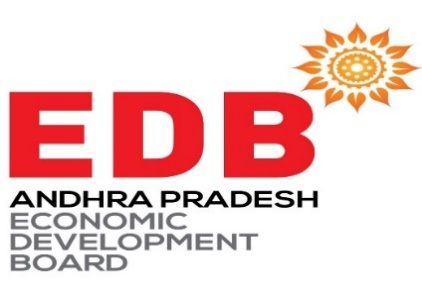 EDB
ANDHRA PRADESH
ECONOMIC
DEVELOPMENT
BOARD